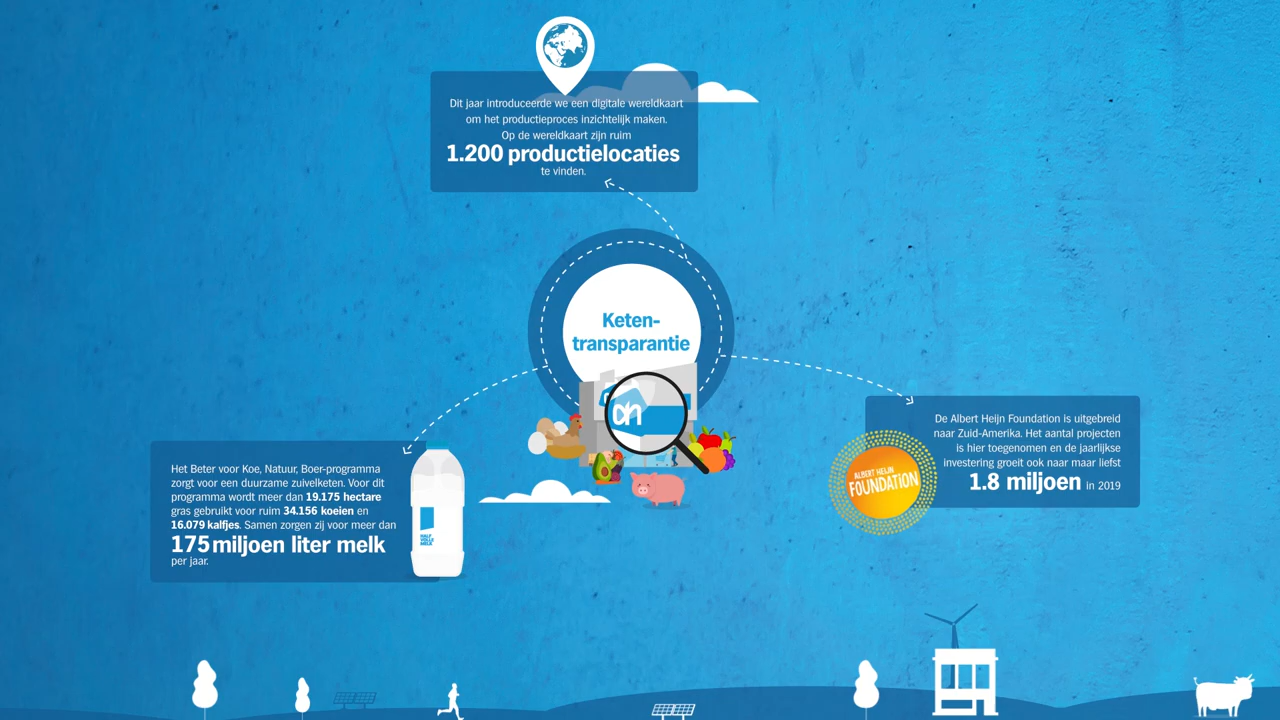 Dit jaar introduceerde we een digitale wereldkaart
om het productieproces inzichtelijk maken.
Op de wereldkaart zijn ruim
1.200 productielocaties
te vinden.
Keten-
transparantie
ah
De Albert Heijn Foundation is uitgebreid
naar Zuid-Amerika. Het aantal projecten
is hier toegenomen en de jaarlijkse
investering groeit ook naar maar liefst
1.8 miljoen in 2019
ALBERT HEIJN
FOUNDATION
Het Beter voor Koe, Natuur, Boer-programma
zorgt voor een duurzame zuivelketen. Voor dit
programma wordt meer dan 19.175 hectare
gras gebruikt voor ruim 34.156 koeien en
16.079 kalfjes. Samen zorgen zij voor meer dan
175 miljoen liter melk
per jaar.
HALF
VOLLE
MELK